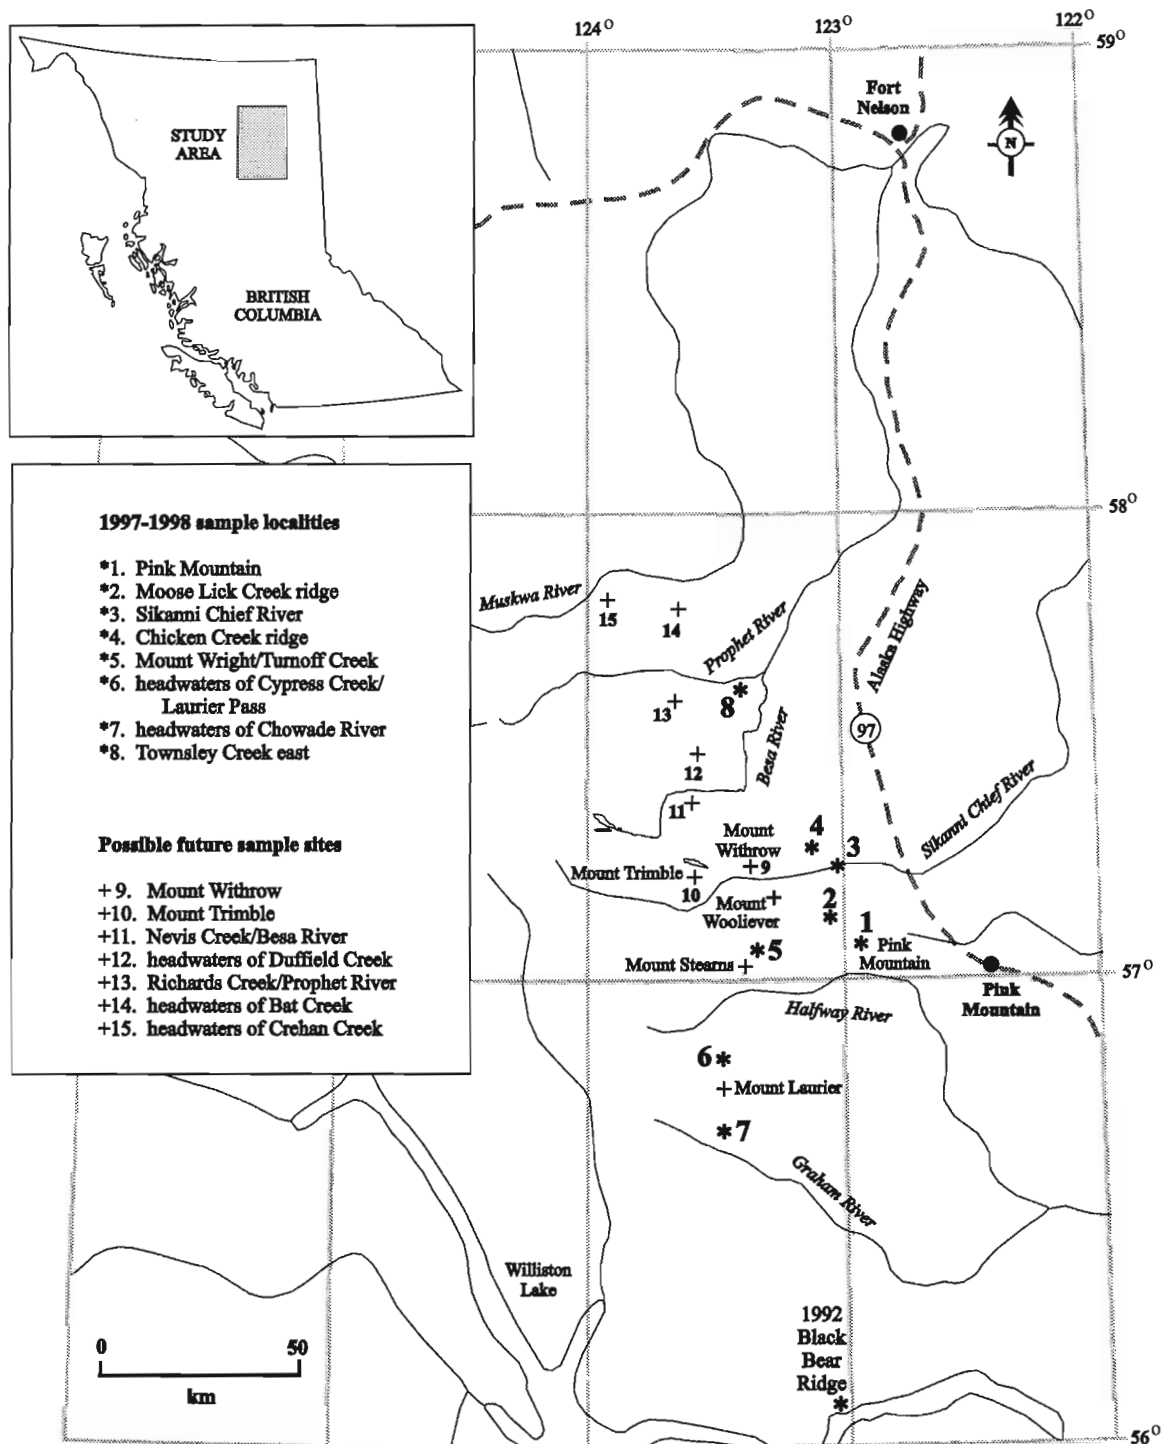 124°
123°
122°
59°
Fort
Nelson
N
STUDY
AREA
BRITISH
COLUMBIA
58°
1997-1998 sample localities
*1. Pink Mountain
*2. Moose Lick Creek ridge
*3. Sikanni Chief River
*4. Chicken Creek ridge
*5. Mount Wright/Turnoff Creek
*6. headwaters of Cypress Creek/
Laurier Pass
*7. headwaters of Chowade River
*8. Townsley Creek east
Possible future sample sites
+9. Mount Withrow
+10. Mount Trimble
+11. Nevis Creek/Besa River
+12. headwaters of Duffield Creek
+13. Richards Creek/Prophet River
+14. headwaters of Bat Creek
+15. headwaters of Crehan Creek
Muskwa River
+
15
+
14
Prophet River
Alaska Highway
13 +
8 *
97
Besa River
+
12
11 +
Sikanni Chief River
Mount
Withrow
+ 9
4
*
3
*
Mount Trimble +
10
Mount +
Wooliever
2
*
1
*
Pink
Mountain
* 5
Mount Stearns +
57°
Pink
Mountain
Halfway River
6 *
+ Mount Laurier
* 7
Graham River
Williston
Lake
1992
Black
Bear
Ridge
*
0 50
km
56°